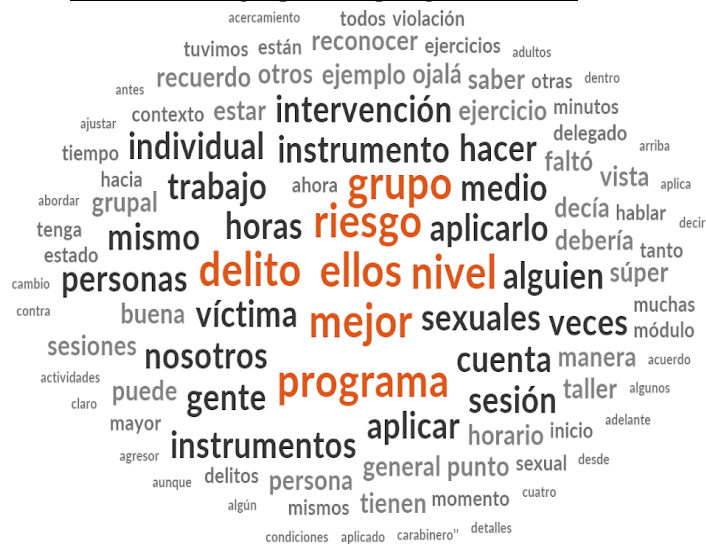 acercamiento todos violación
tuvimos están reconocer ejercicios adultos
antes recuerdo otros ejemplo ojalá saber otras dentro
ajustar contexto estar intervención ejercicio minutos
tiempo individual instrumento hacer faltó delegado arriba
hacia trabajo ahora grupo medio vista aplica
abordar grupal horas riesgo aplicarlo decía hablar decir
tenga mismo debería tanto
estado personas delito ellos nivel alguien súper
cambio
contra buena víctima mejor sexuales veces muchas
módulo
sesiones nosotros cuenta manera acuerdo
actividades puede gente programa sesión taller algunos
claro
mayor aplicar horario inicio adelante
agresor instrumentos general punto sexual desde
aunque delitos persona
algún mismos tienen momento cuatro
condiciones aplicado carabinero" detalles